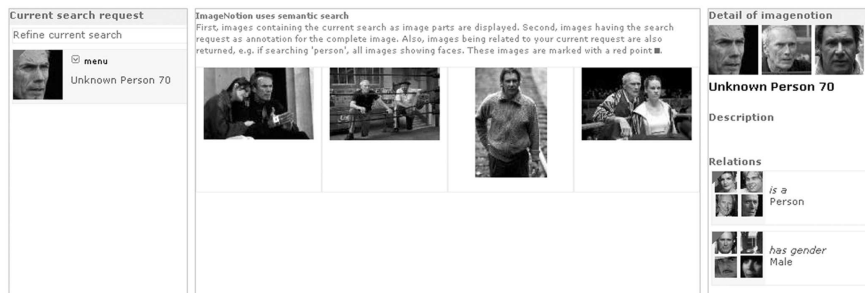 Current search request
Refine current search
menu
Unknown Person 70
ImageNotion uses semantic search
First, images containing the current search as image parts are displayed. Second, images having the search
request as annotation for the complete image. Also, images being related to your current request are also
returned, e.g. if searching 'person', all images showing faces. These images are marked with a red point ■.
Detail of imagenotion
Unknown Person 70
Description
Relations
is a
Person
has gender
Male